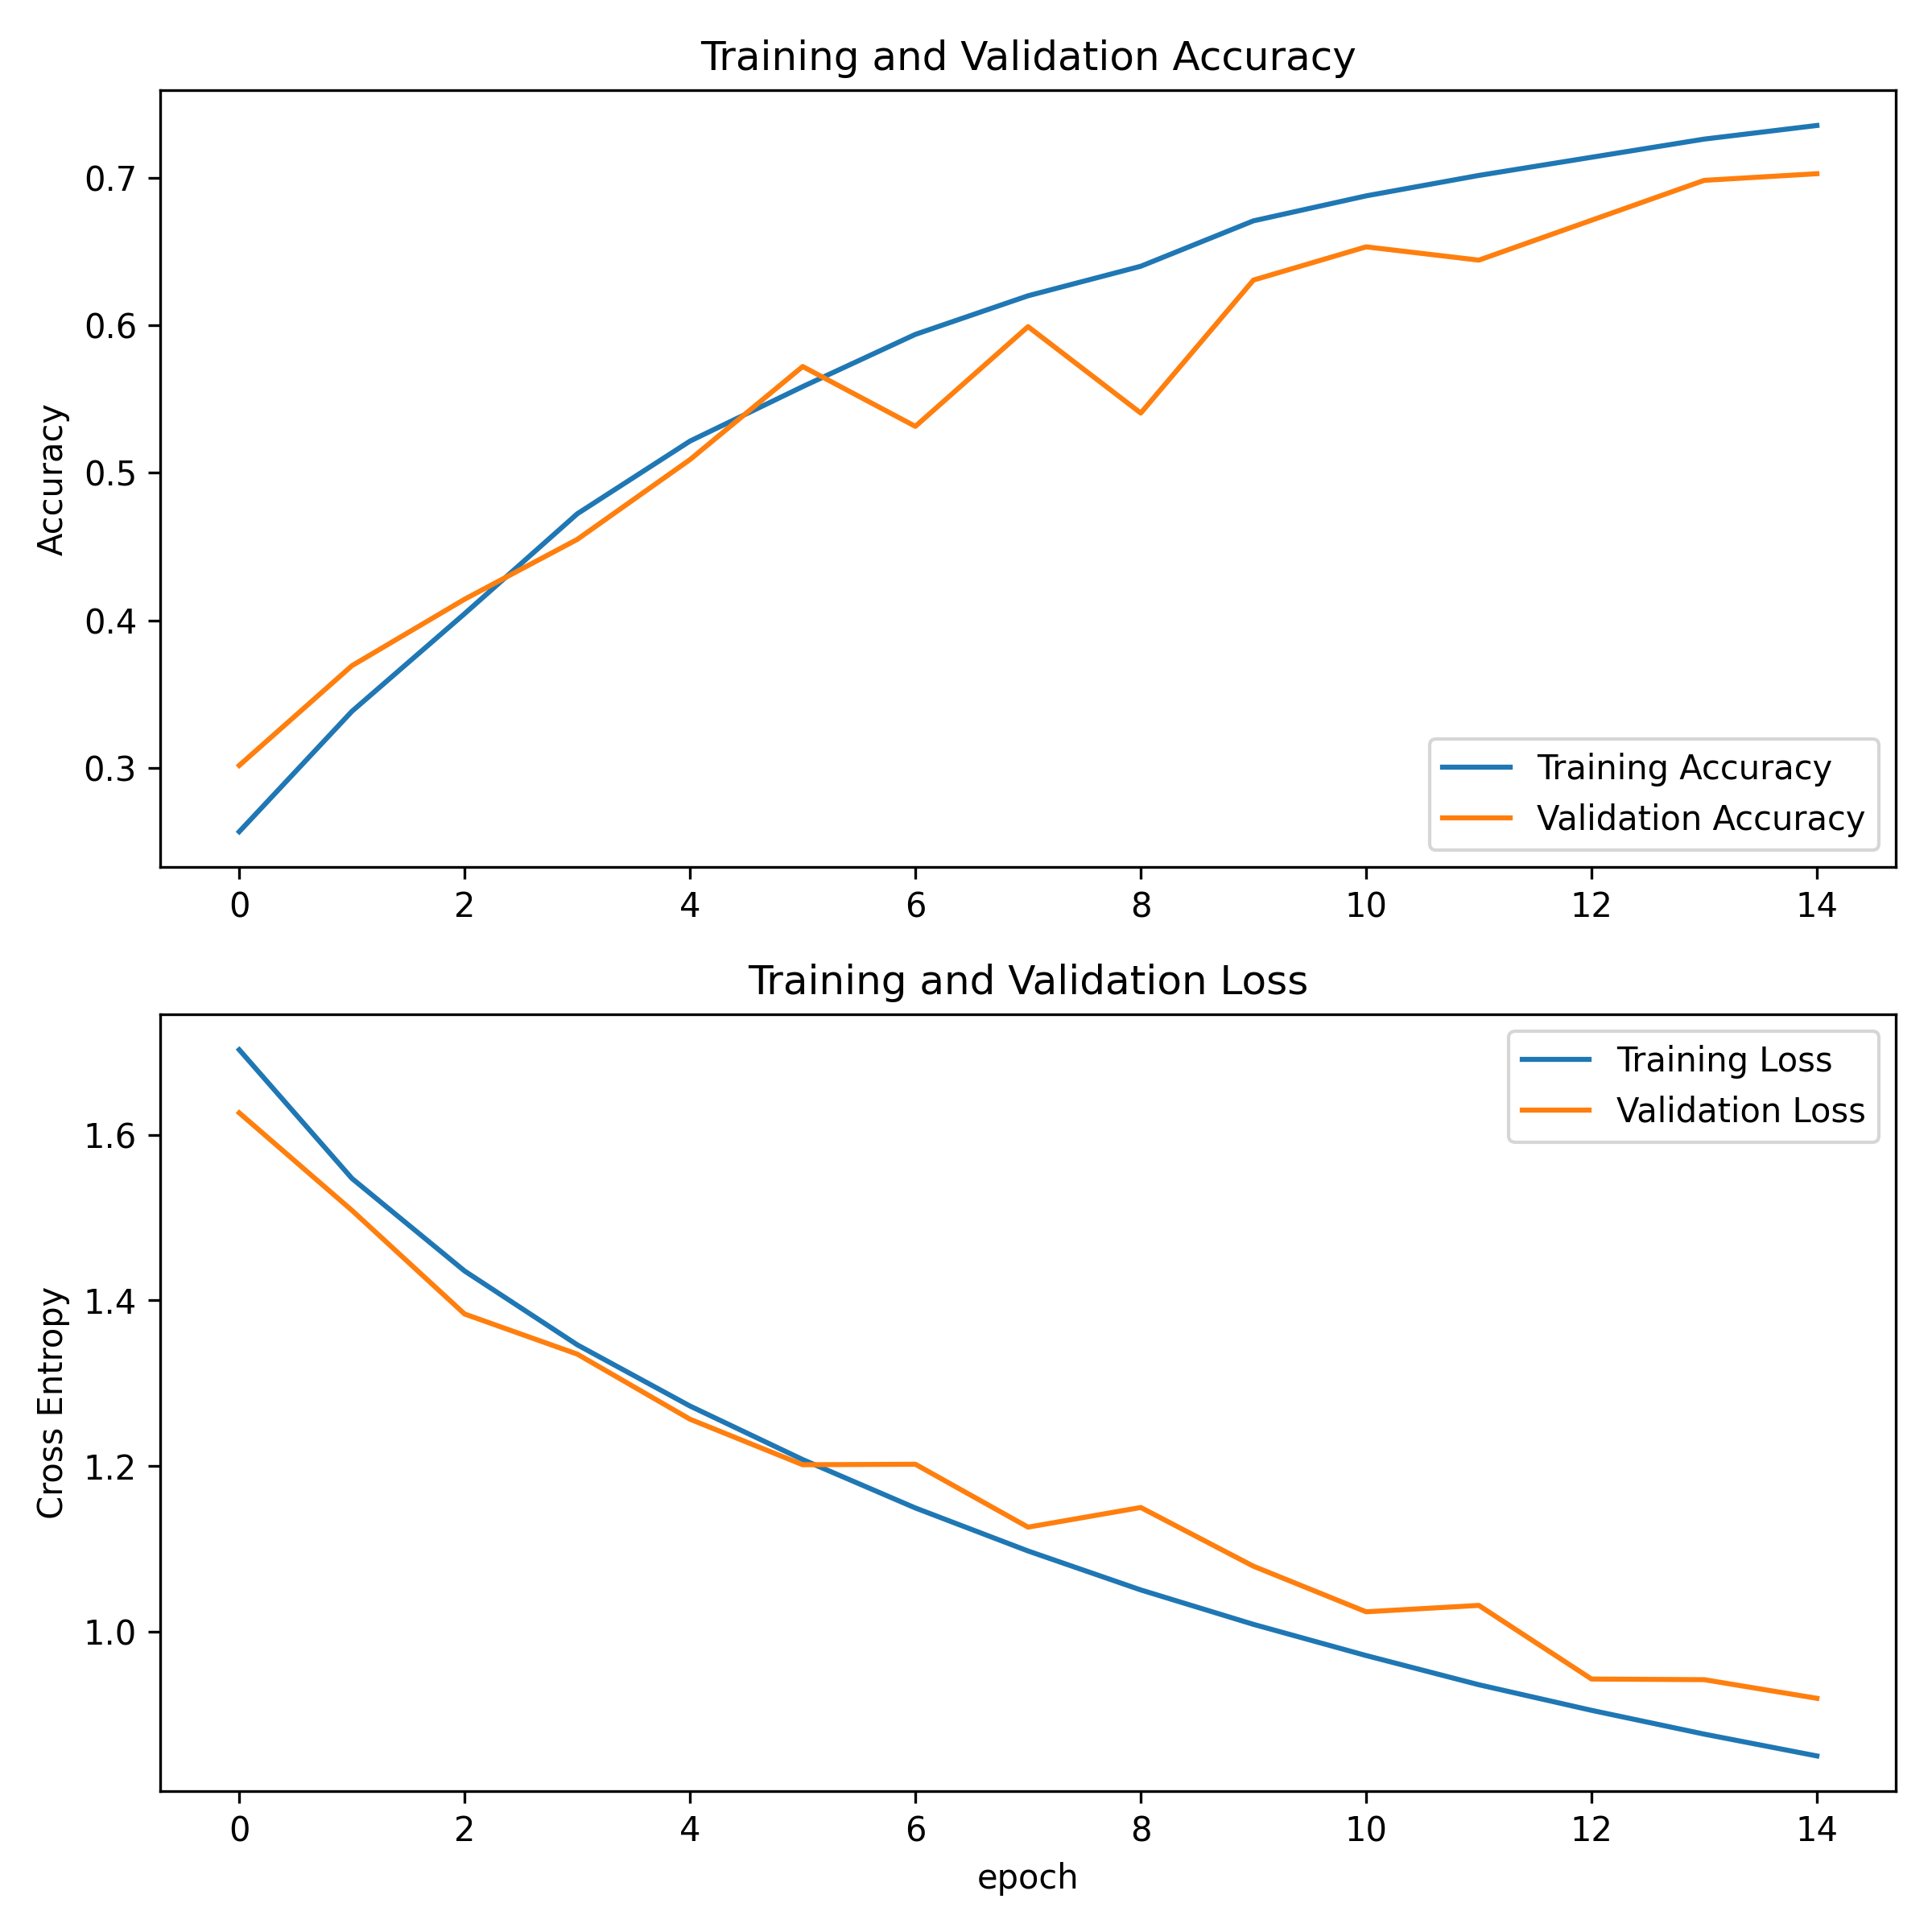 Training and Validation Accuracy
Accuracy
0.7
0.6
0.5
0.4
0.3
Training Accuracy
Validation Accuracy
0 2 4 6 8 10 12 14
Training and Validation Loss
Cross Entropy
1.6
1.4
1.2
1.0
Training Loss
Validation Loss
0 2 4 6 8 10 12 14
epoch